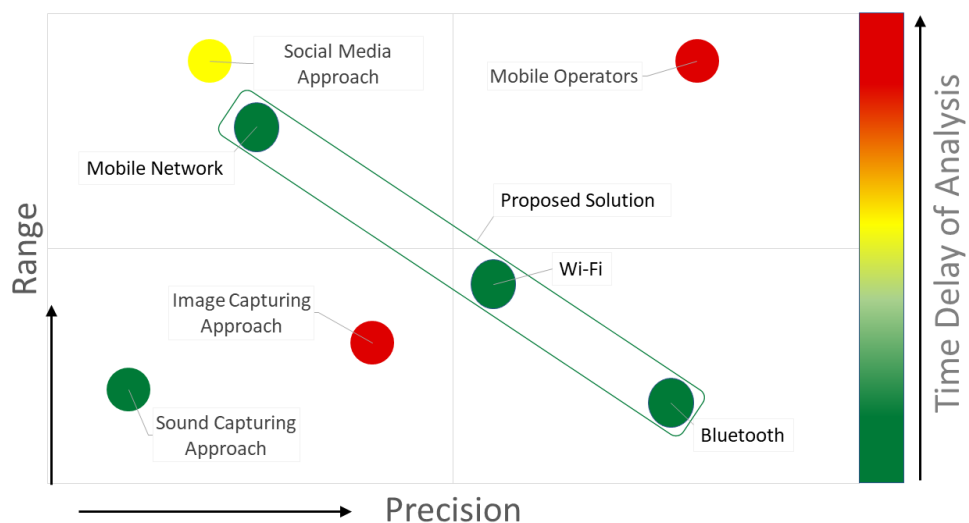 Social Media
Approach
Mobile Operators
Mobile Network
Proposed Solution
Wi-Fi
Image Capturing
Approach
Sound Capturing
Approach
Bluetooth
Range
Precision
Time Delay of Analysis